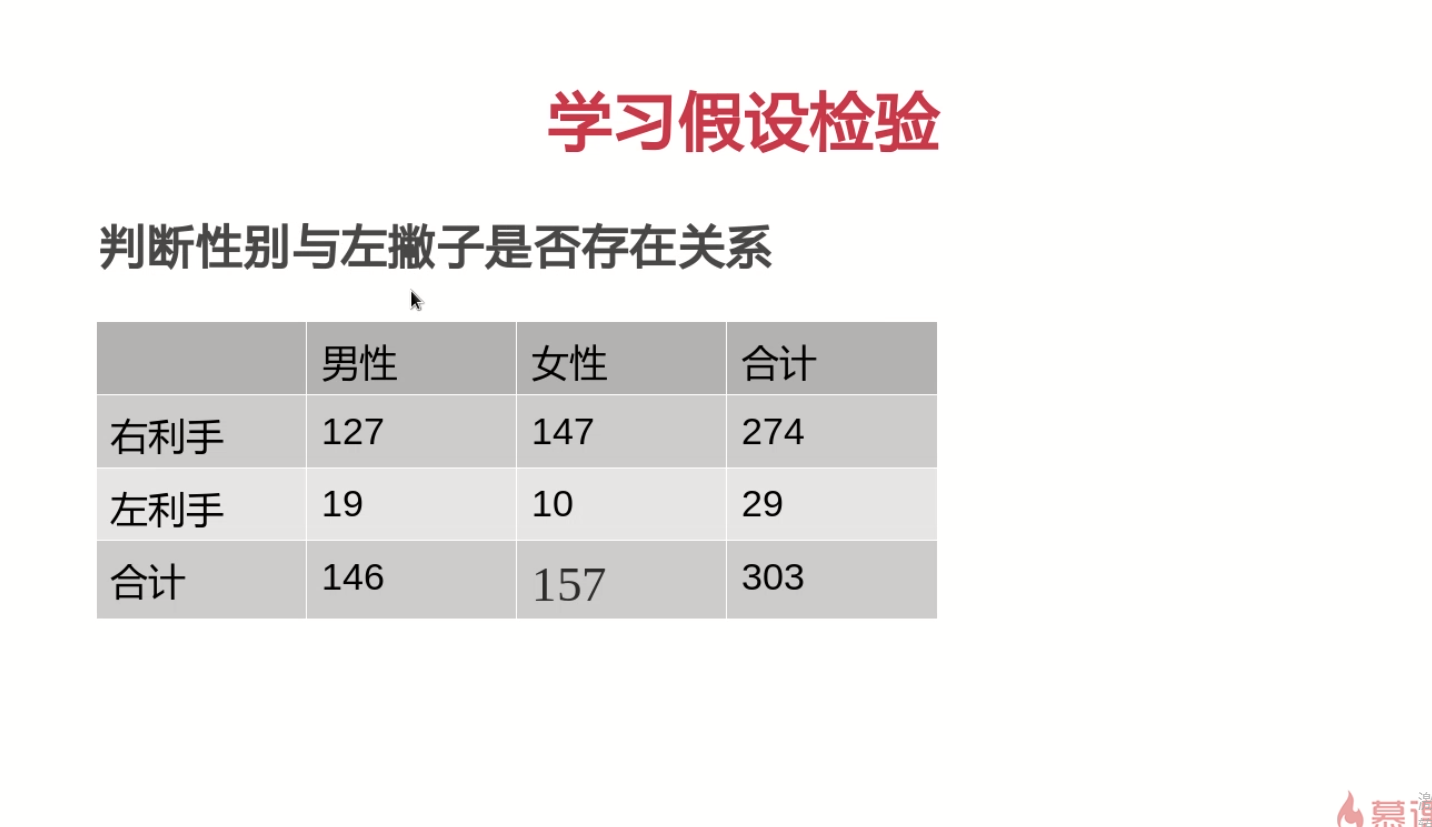 学习假设检验
判断性别与左撇子是否存在关系
男性 女性 合计
右利手 127 147 274
左利手 19 10 29
合计 146 157 303